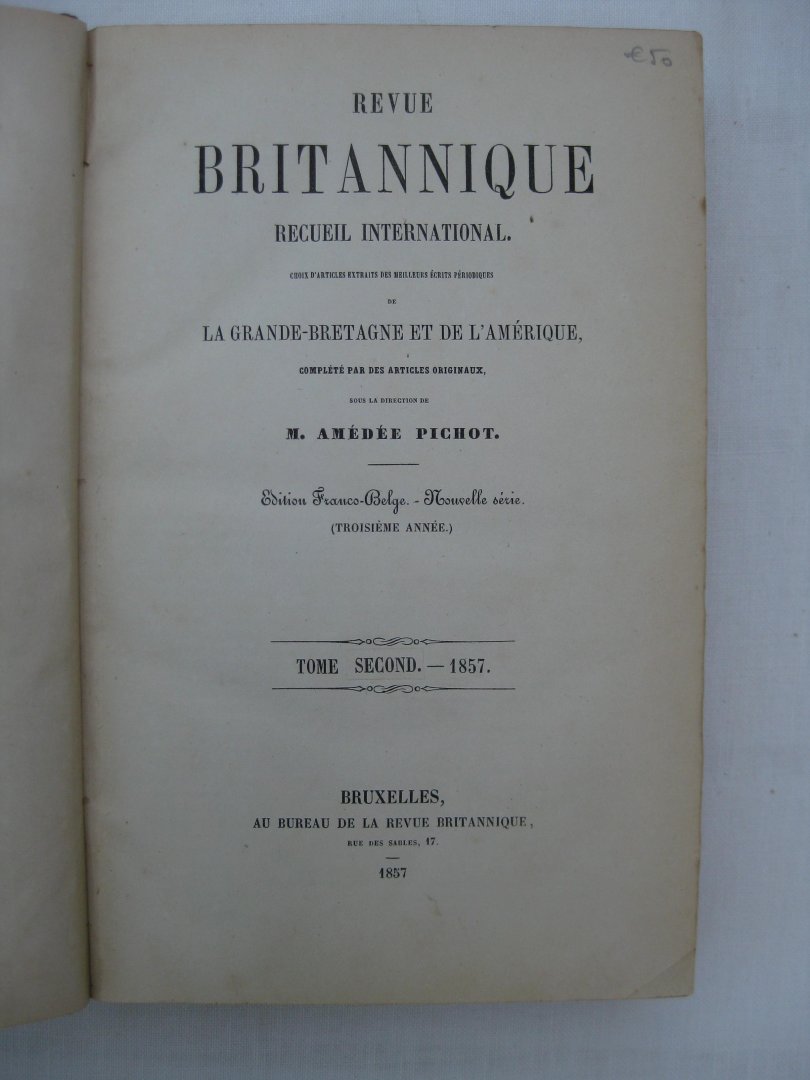 €50
REVUE
BRITANNIQUE
RECUEIL INTERNATIONAL.
CHOIX D'ARTICLES EXTRAITS DES MEILLEURS ÉCRITS PÉRIODIQUES
DE
LA GRANDE-BRETAGNE ET DE L'AMÉRIQUE,
COMPLÉTÉ PAR DES ARTICLES ORIGINAUX,
SOUS LA DIRECTION DE
M. AMÉDÉE PICHOT.
Edition Franco-Belge. - Nouvelle série.
(TROISIÈME ANNÉE.)
TOME SECOND. — 1857.
BRUXELLES,
AU BUREAU DE LA REVUE BRITANNIQUE,
RUE DES SABLES, 17.
1857